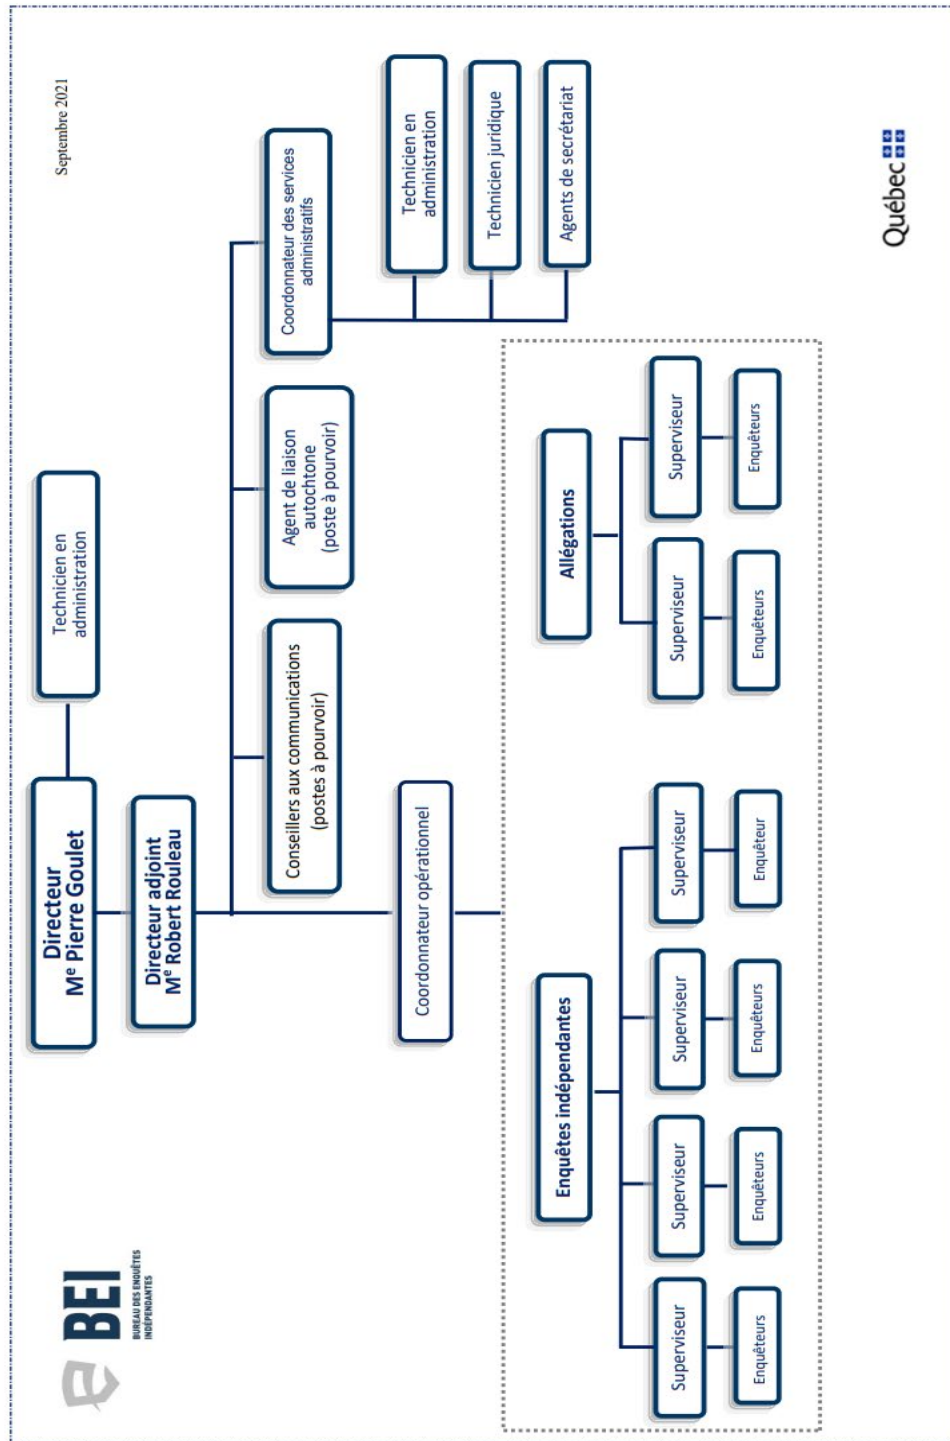 BEI
BUREAU DES ENQUÊTES
INDÉPENDANTES
Septembre 2021
Directeur
Mᵉ Pierre Goulet
Technicien en
administration
Directeur adjoint
Mᵉ Robert Rouleau
Conseillers aux communications
(postes à pourvoir)
Agent de liaison
autochtone
(poste à pourvoir)
Coordonnateur des services
administratifs
Technicien en
administration
Technicien juridique
Agents de secrétariat
Coordonnateur opérationnel
Enquêtes indépendantes
Allégations
Superviseur
Superviseur
Superviseur
Superviseur
Superviseur
Superviseur
Enquêteurs
Enquêteurs
Enquêteurs
Enquêteur
Enquêteurs
Enquêteurs
Québec